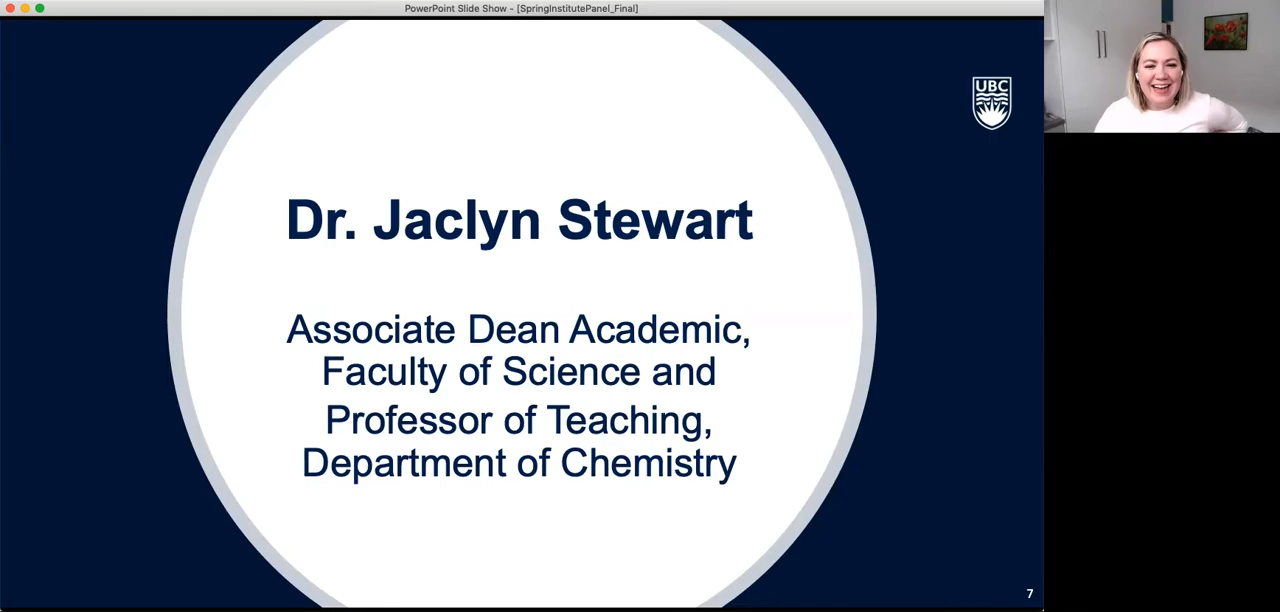 PowerPoint Slide Show - [SpringInstitutePanel_Final]
UBC
Dr. Jaclyn Stewart
Associate Dean Academic,
Faculty of Science and
Professor of Teaching,
Department of Chemistry
7